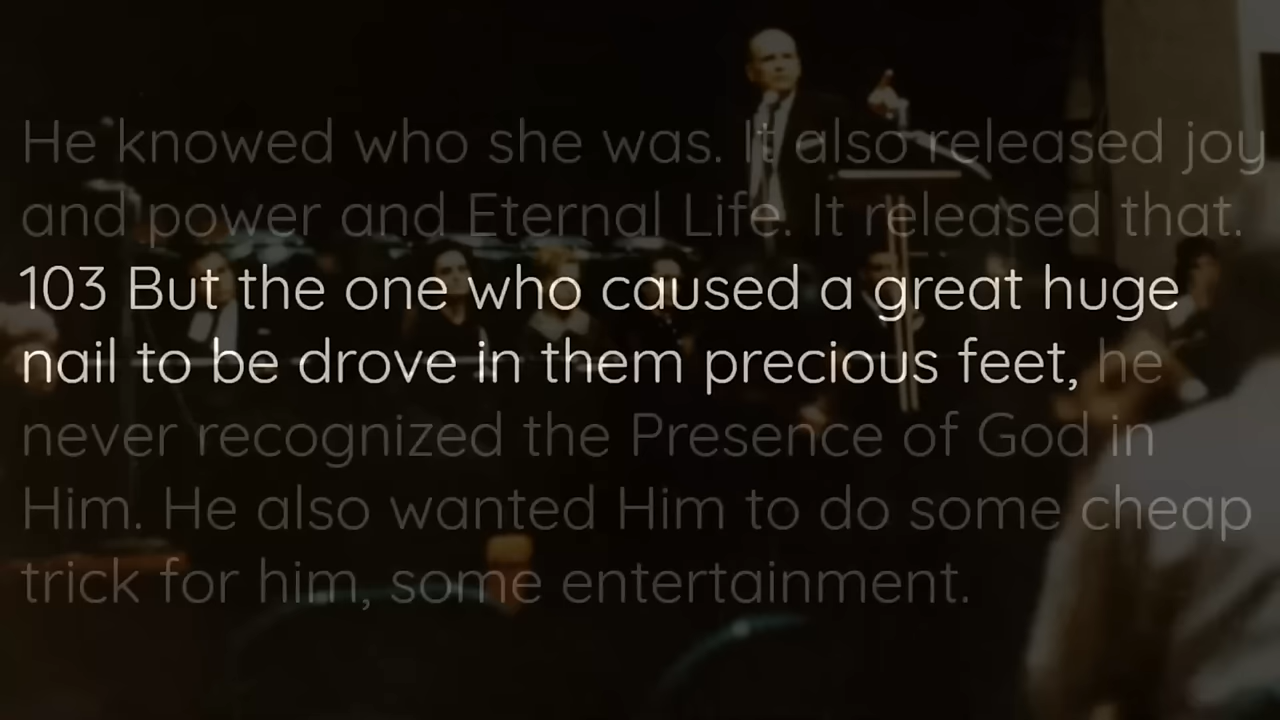 He knowed who she was. It also released joy
and power and Eternal Life. It released that.
103 But the one who caused a great huge
nail to be drove in them precious feet, he
never recognized the Presence of God in
Him. He also wanted Him to do some cheap
trick for him, some entertainment.